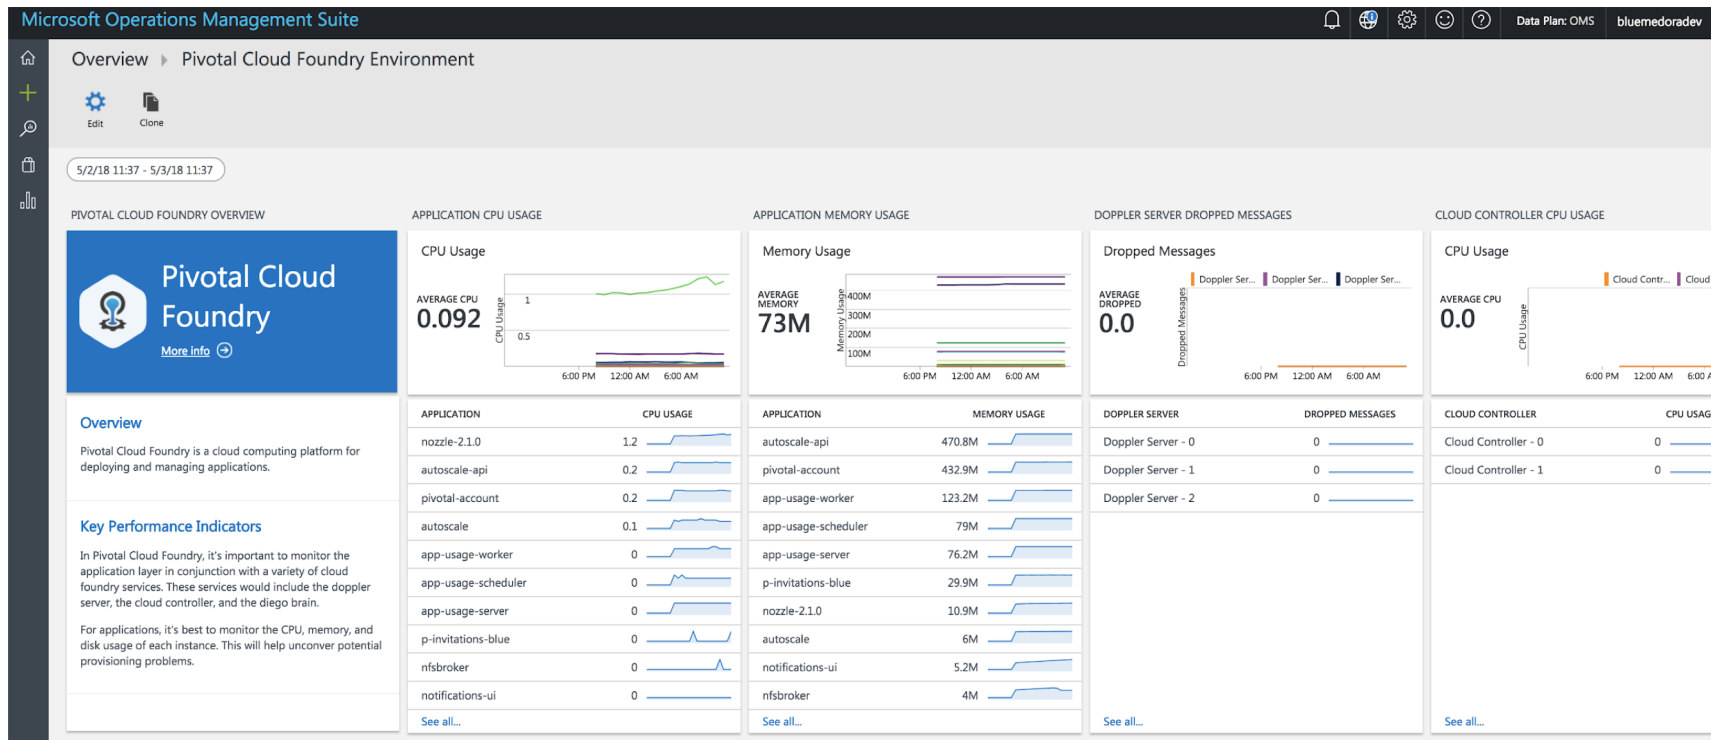 Microsoft Operations Management Suite
Data Plan: OMS
bluemedoradev
Overview
Pivotal Cloud Foundry Environment
Edit
Clone
5/2/18 11:37 - 5/3/18 11:37
PIVOTAL CLOUD FOUNDRY OVERVIEW
Pivotal Cloud
Foundry
More info
Overview
Pivotal Cloud Foundry is a cloud computing platform for
deploying and managing applications.
Key Performance Indicators
In Pivotal Cloud Foundry, it's important to monitor the
application layer in conjunction with a variety of cloud
foundry services. These services would include the doppler
server, the cloud controller, and the diego brain.
For applications, it's best to monitor the CPU, memory, and
disk usage of each instance. This will help unconver potential
provisioning problems.
APPLICATION CPU USAGE
CPU Usage
AVERAGE CPU
0.092
CPU Usage
1
0.5
6:00 PM 12:00 AM 6:00 AM
APPLICATION CPU USAGE
nozzle-2.1.0 1.2
autoscale-api 0.2
pivotal-account 0.2
autoscale 0.1
app-usage-worker 0
app-usage-scheduler 0
app-usage-server 0
p-invitations-blue 0
nfsbroker 0
notifications-ui 0
See all...
APPLICATION MEMORY USAGE
Memory Usage
AVERAGE
MEMORY
73M
Memory Usage
400M
300M
200M
100M
6:00 PM 12:00 AM 6:00 AM
APPLICATION MEMORY USAGE
autoscale-api 470.8M
pivotal-account 432.9M
app-usage-worker 123.2M
app-usage-scheduler 79M
app-usage-server 76.2M
p-invitations-blue 29.9M
nozzle-2.1.0 10.9M
autoscale 6M
notifications-ui 5.2M
nfsbroker 4M
See all...
DOPPLER SERVER DROPPED MESSAGES
Dropped Messages
Doppler Ser... Doppler Ser... Doppler Ser...
AVERAGE
DROPPED
0.0
Dropped Messages
6:00 PM 12:00 AM 6:00 AM
DOPPLER SERVER DROPPED MESSAGES
Doppler Server - 0 0
Doppler Server - 1 0
Doppler Server - 2 0
See all...
CLOUD CONTROLLER CPU USAGE
CPU Usage
Cloud Contr... Cloud
AVERAGE CPU
0.0
CPU Usage
6:00 PM 12:00 AM 6:00 A
CLOUD CONTROLLER CPU USAG
Cloud Controller - 0 0
Cloud Controller - 1 0
See all...